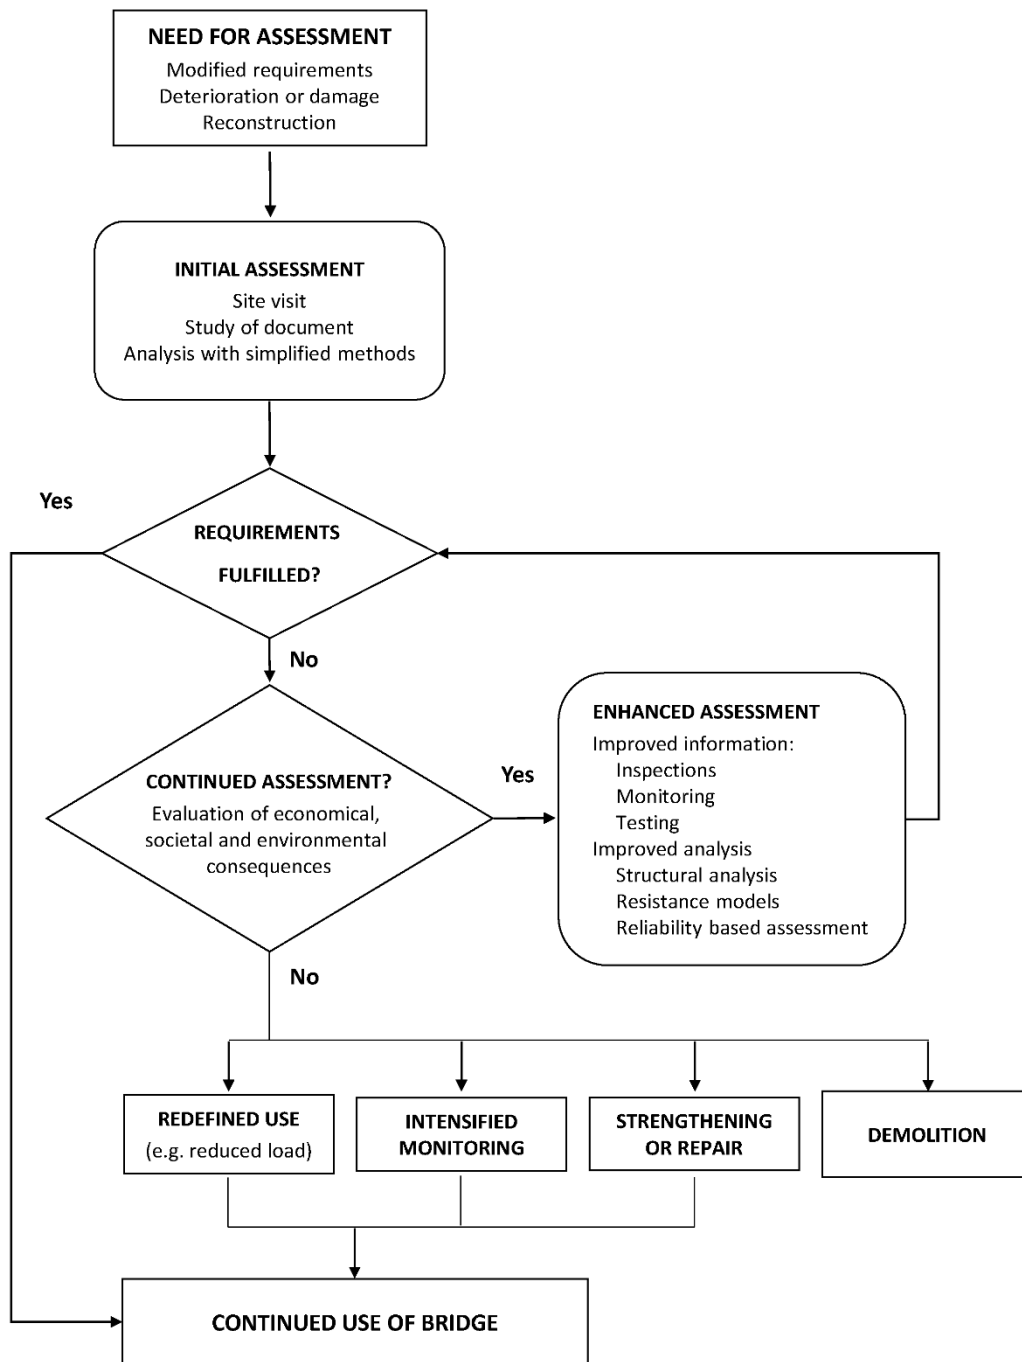 NEED FOR ASSESSMENT
Modified requirements
Deterioration or damage
Reconstruction
INITIAL ASSESSMENT
Site visit
Study of document
Analysis with simplified methods
Yes
REQUIREMENTS
FULFILLED?
No
CONTINUED ASSESSMENT?
Evaluation of economical,
societal and environmental
consequences
Yes
ENHANCED ASSESSMENT
Improved information:
Inspections
Monitoring
Testing
Improved analysis
Structural analysis
Resistance models
Reliability based assessment
No
REDEFINED USE
(e.g. reduced load)
INTENSIFIED
MONITORING
STRENGTHENING
OR REPAIR
DEMOLITION
CONTINUED USE OF BRIDGE